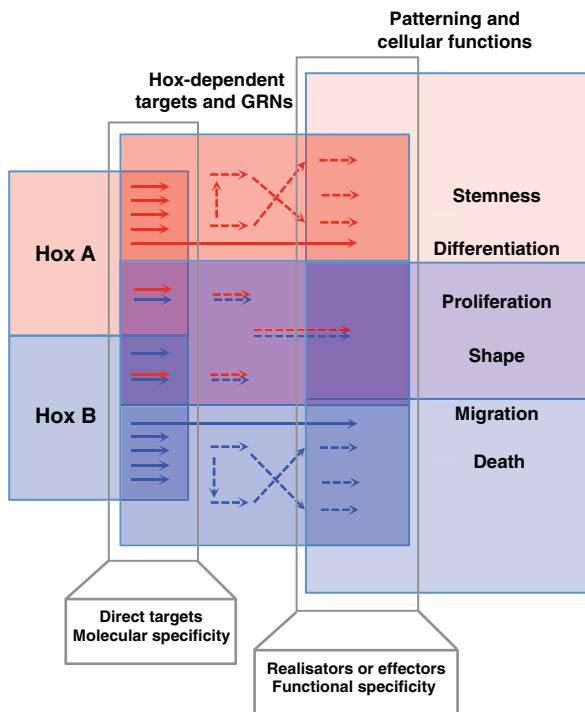 Patterning and
cellular functions
Hox-dependent
targets and GRNs
Hox A
Hox B
Stemness
Differentiation
Proliferation
Shape
Migration
Death
Direct targets
Molecular specificity
Realisators or effectors
Functional specificity